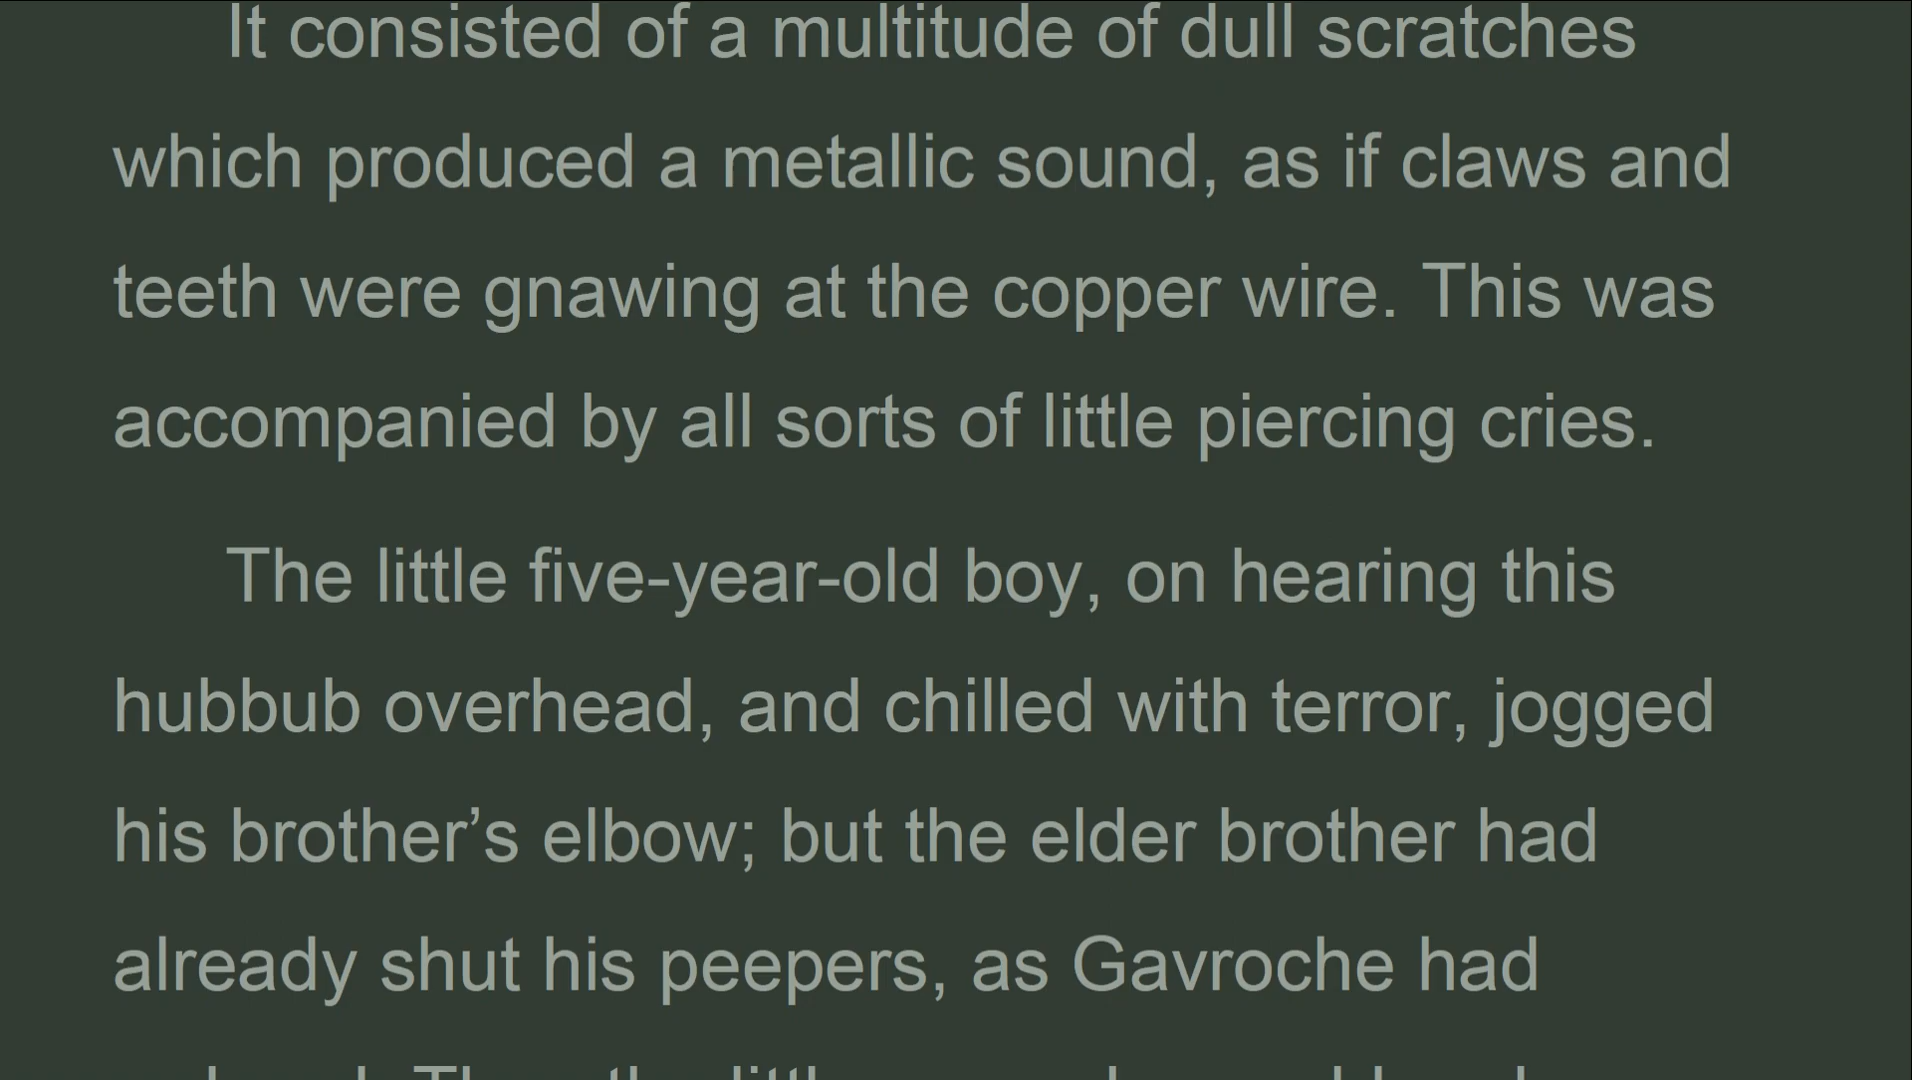 It consisted of a multitude of dull scratches
which produced a metallic sound, as if claws and
teeth were gnawing at the copper wire. This was
accompanied by all sorts of little piercing cries.
The little five-year-old boy, on hearing this
hubbub overhead, and chilled with terror, jogged
his brother’s elbow; but the elder brother had
already shut his peepers, as Gavroche had